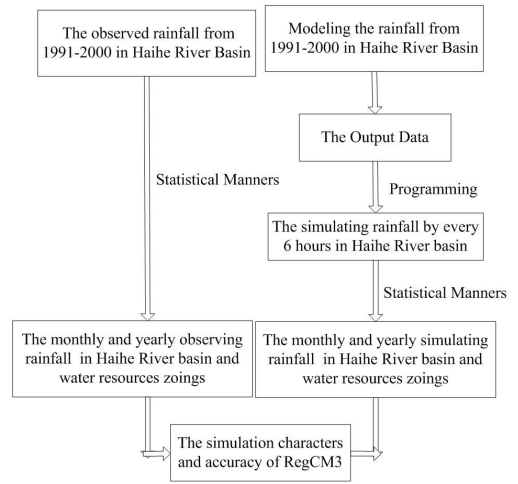 The observed rainfall from
1991-2000 in Haihe River Basin
Modeling the rainfall from
1991-2000 in Haihe River Basin
The Output Data
Statistical Manners
Programming
The simulating rainfall by every
6 hours in Haihe River basin
Statistical Manners
The monthly and yearly observing
rainfall in Haihe River basin and
water resources zoings
The monthly and yearly simulating
rainfall in Haihe River basin and
water resources zoings
The simulation characters
and accuracy of RegCM3